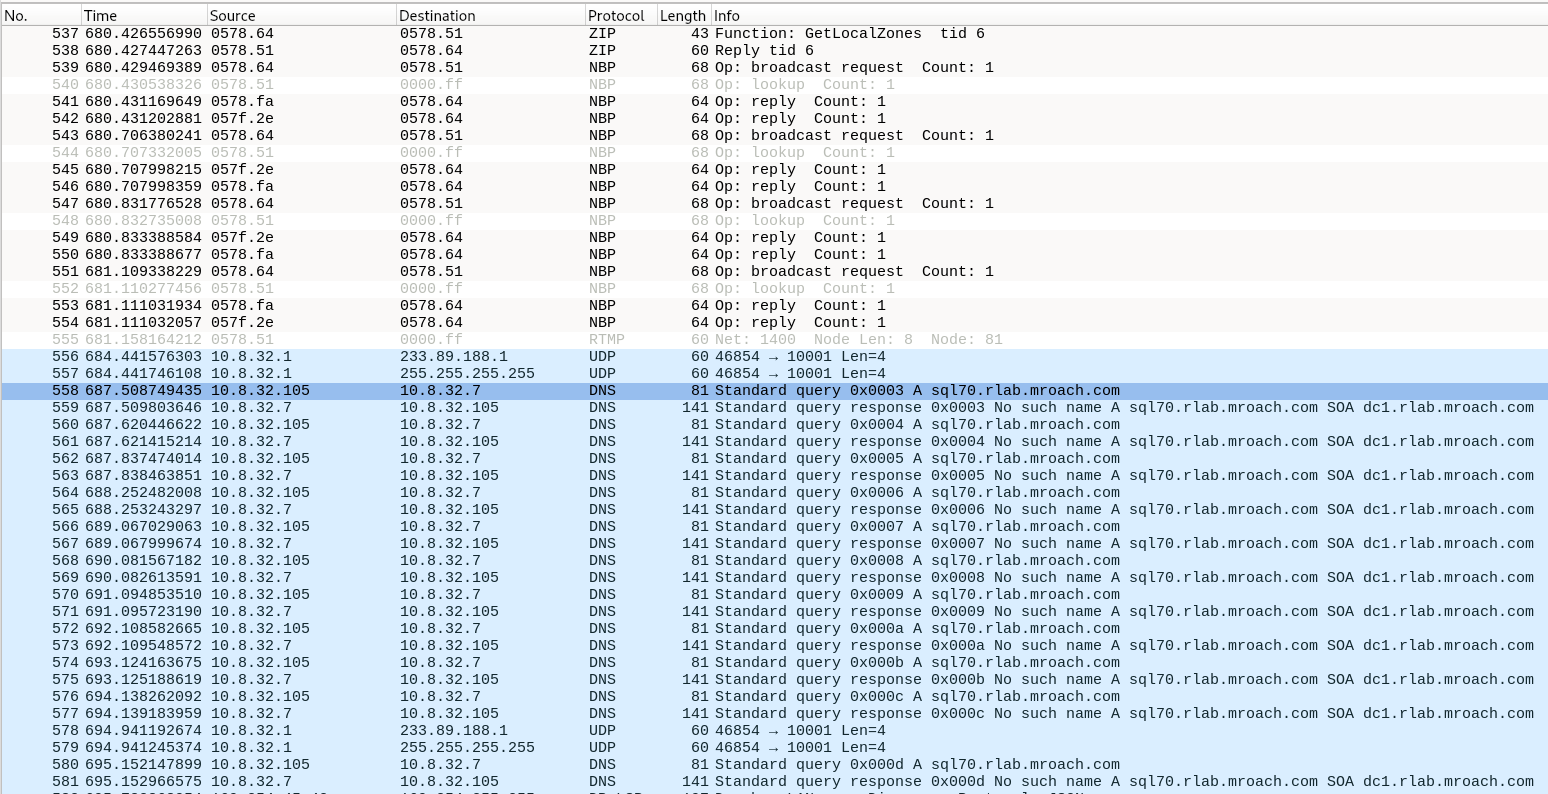 No. Time Source Destination Protocol Length Info
537 680.426556990 0578.64 0578.51 ZIP 43 Function: GetLocalZones  tid 6
538 680.427447263 0578.51 0578.64 ZIP 60 Reply tid 6
539 680.429469389 0578.64 0578.51 NBP 68 Op: broadcast request  Count: 1
540 680.430538326 0578.51 0000.ff NBP 68 Op: lookup  Count: 1
541 680.431169649 0578.fa 0578.64 NBP 64 Op: reply  Count: 1
542 680.431202881 057f.2e 0578.64 NBP 64 Op: reply  Count: 1
543 680.706380241 0578.64 0578.51 NBP 68 Op: broadcast request  Count: 1
544 680.707332005 0578.51 0000.ff NBP 68 Op: lookup  Count: 1
545 680.707998215 057f.2e 0578.64 NBP 64 Op: reply  Count: 1
546 680.707998359 0578.fa 0578.64 NBP 64 Op: reply  Count: 1
547 680.831776528 0578.64 0578.51 NBP 68 Op: broadcast request  Count: 1
548 680.832735008 0578.51 0000.ff NBP 68 Op: lookup  Count: 1
549 680.833388584 057f.2e 0578.64 NBP 64 Op: reply  Count: 1
550 680.833388677 0578.fa 0578.64 NBP 64 Op: reply  Count: 1
551 681.109338229 0578.64 0578.51 NBP 68 Op: broadcast request  Count: 1
552 681.110277456 0578.51 0000.ff NBP 68 Op: lookup  Count: 1
553 681.111031934 0578.fa 0578.64 NBP 64 Op: reply  Count: 1
554 681.111032057 057f.2e 0578.64 NBP 64 Op: reply  Count: 1
555 681.158164212 0578.51 0000.ff RTMP 60 Net: 1400  Node Len: 8  Node: 81
556 684.441576303 10.8.32.1 233.89.188.1 UDP 60 46854 → 10001 Len=4
557 684.441746108 10.8.32.1 255.255.255.255 UDP 60 46854 → 10001 Len=4
558 687.508749435 10.8.32.105 10.8.32.7 DNS 81 Standard query 0x0003 A sql70.rlab.mroach.com
559 687.509803646 10.8.32.7 10.8.32.105 DNS 141 Standard query response 0x0003 No such name A sql70.rlab.mroach.com SOA dc1.rlab.mroach.com
560 687.620446622 10.8.32.105 10.8.32.7 DNS 81 Standard query 0x0004 A sql70.rlab.mroach.com
561 687.621415214 10.8.32.7 10.8.32.105 DNS 141 Standard query response 0x0004 No such name A sql70.rlab.mroach.com SOA dc1.rlab.mroach.com
562 687.837474014 10.8.32.105 10.8.32.7 DNS 81 Standard query 0x0005 A sql70.rlab.mroach.com
563 687.838463851 10.8.32.7 10.8.32.105 DNS 141 Standard query response 0x0005 No such name A sql70.rlab.mroach.com SOA dc1.rlab.mroach.com
564 688.252482008 10.8.32.105 10.8.32.7 DNS 81 Standard query 0x0006 A sql70.rlab.mroach.com
565 688.253243297 10.8.32.7 10.8.32.105 DNS 141 Standard query response 0x0006 No such name A sql70.rlab.mroach.com SOA dc1.rlab.mroach.com
566 689.067029063 10.8.32.105 10.8.32.7 DNS 81 Standard query 0x0007 A sql70.rlab.mroach.com
567 689.067999674 10.8.32.7 10.8.32.105 DNS 141 Standard query response 0x0007 No such name A sql70.rlab.mroach.com SOA dc1.rlab.mroach.com
568 690.081567182 10.8.32.105 10.8.32.7 DNS 81 Standard query 0x0008 A sql70.rlab.mroach.com
569 690.082613591 10.8.32.7 10.8.32.105 DNS 141 Standard query response 0x0008 No such name A sql70.rlab.mroach.com SOA dc1.rlab.mroach.com
570 691.094853510 10.8.32.105 10.8.32.7 DNS 81 Standard query 0x0009 A sql70.rlab.mroach.com
571 691.095723190 10.8.32.7 10.8.32.105 DNS 141 Standard query response 0x0009 No such name A sql70.rlab.mroach.com SOA dc1.rlab.mroach.com
572 692.108582665 10.8.32.105 10.8.32.7 DNS 81 Standard query 0x000a A sql70.rlab.mroach.com
573 692.109548572 10.8.32.7 10.8.32.105 DNS 141 Standard query response 0x000a No such name A sql70.rlab.mroach.com SOA dc1.rlab.mroach.com
574 693.124163675 10.8.32.105 10.8.32.7 DNS 81 Standard query 0x000b A sql70.rlab.mroach.com
575 693.125188619 10.8.32.7 10.8.32.105 DNS 141 Standard query response 0x000b No such name A sql70.rlab.mroach.com SOA dc1.rlab.mroach.com
576 694.138262092 10.8.32.105 10.8.32.7 DNS 81 Standard query 0x000c A sql70.rlab.mroach.com
577 694.139183959 10.8.32.7 10.8.32.105 DNS 141 Standard query response 0x000c No such name A sql70.rlab.mroach.com SOA dc1.rlab.mroach.com
578 694.941192674 10.8.32.1 233.89.188.1 UDP 60 46854 → 10001 Len=4
579 694.941245374 10.8.32.1 255.255.255.255 UDP 60 46854 → 10001 Len=4
580 695.152147899 10.8.32.105 10.8.32.7 DNS 81 Standard query 0x000d A sql70.rlab.mroach.com
581 695.152966575 10.8.32.7 10.8.32.105 DNS 141 Standard query response 0x000d No such name A sql70.rlab.mroach.com SOA dc1.rlab.mroach.com